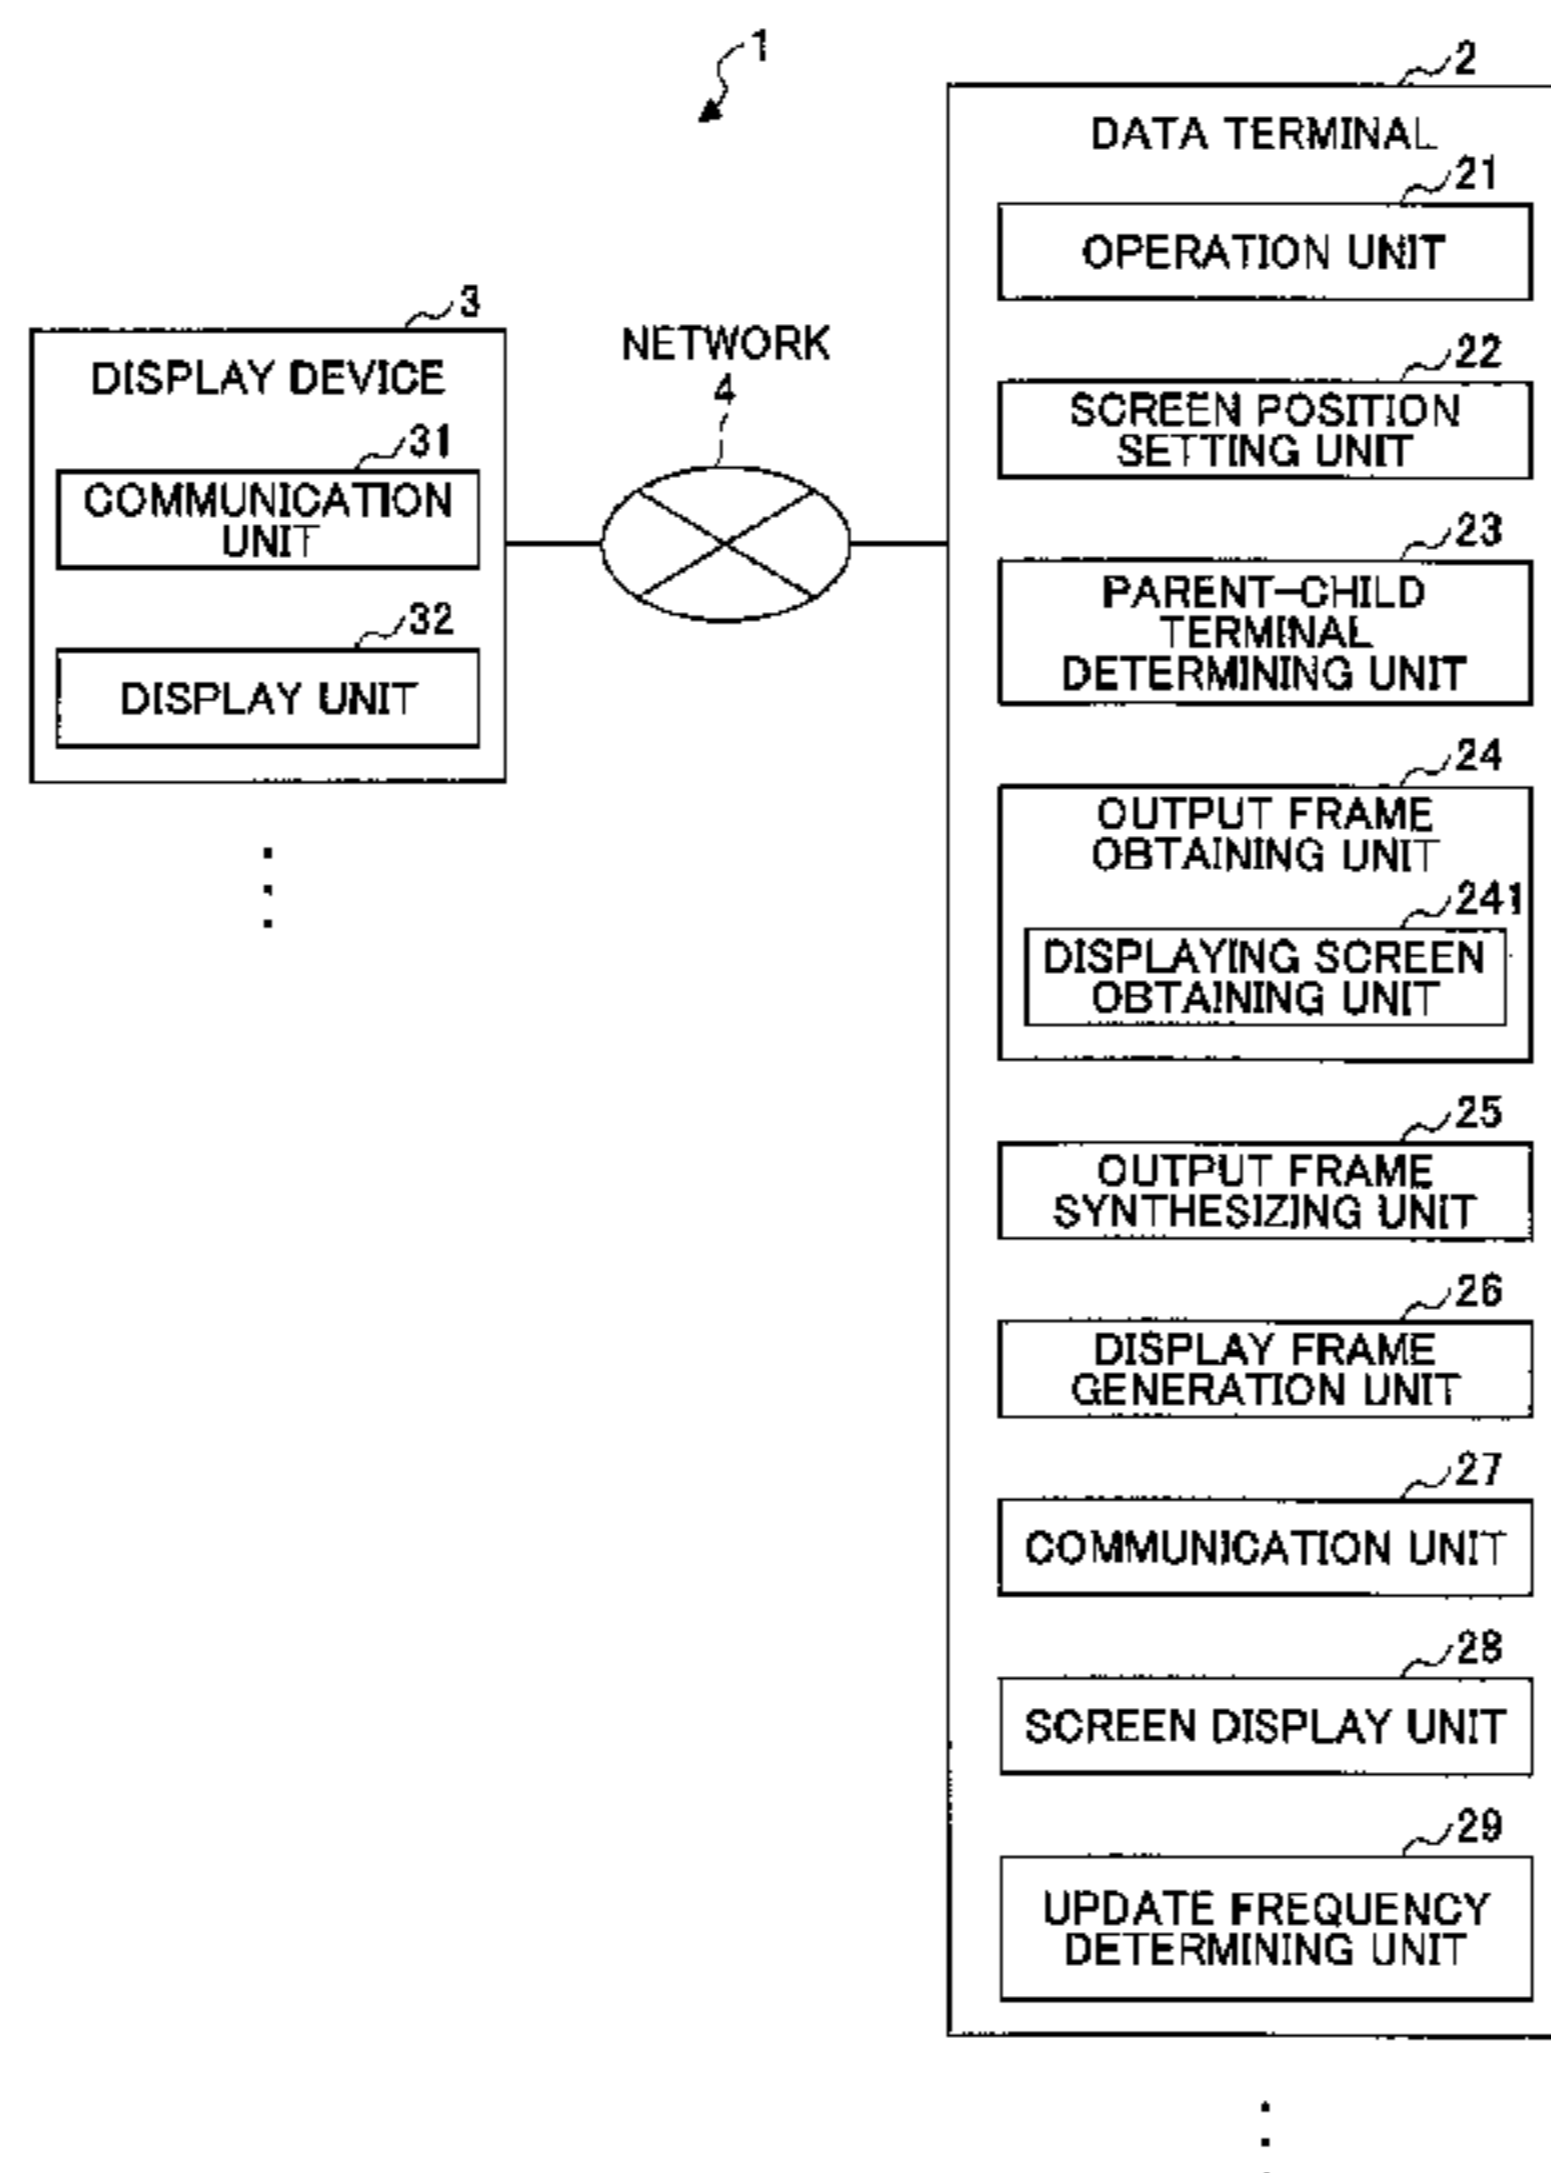 1
3
DISPLAY DEVICE
31
COMMUNICATION
UNIT
32
DISPLAY UNIT
NETWORK
4
2
DATA TERMINAL
21
OPERATION UNIT
22
SCREEN POSITION
SETTING UNIT
23
PARENT-CHILD
TERMINAL
DETERMINING UNIT
24
OUTPUT FRAME
OBTAINING UNIT
241
DISPLAYING SCREEN
OBTAINING UNIT
25
OUTPUT FRAME
SYNTHESIZING UNIT
26
DISPLAY FRAME
GENERATION UNIT
27
COMMUNICATION UNIT
28
SCREEN DISPLAY UNIT
29
UPDATE FREQUENCY
DETERMINING UNIT